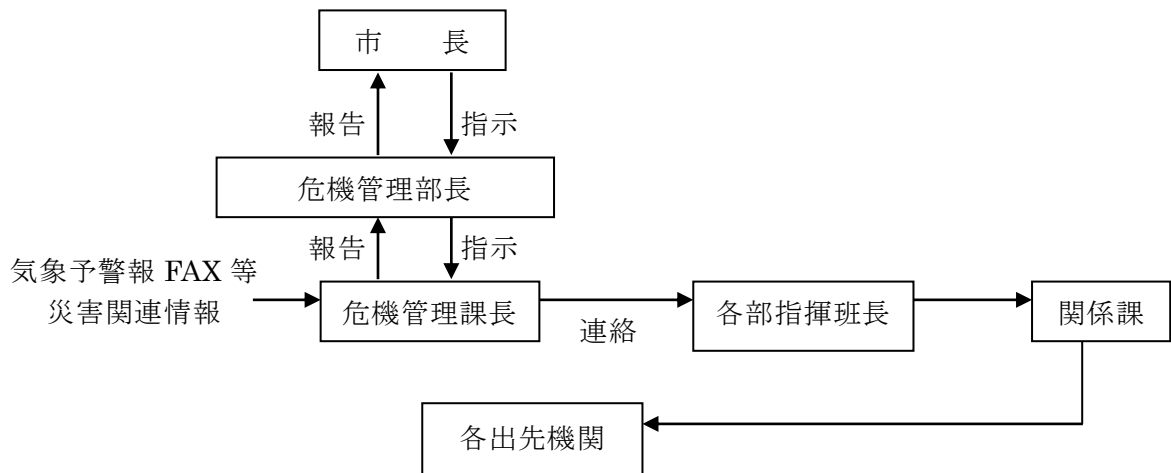 市　　長
報告
指示
危機管理部長
報告
指示
気象予警報 FAX 等
災害関連情報
危機管理課長
連絡
各部指揮班長
関係課
各出先機関